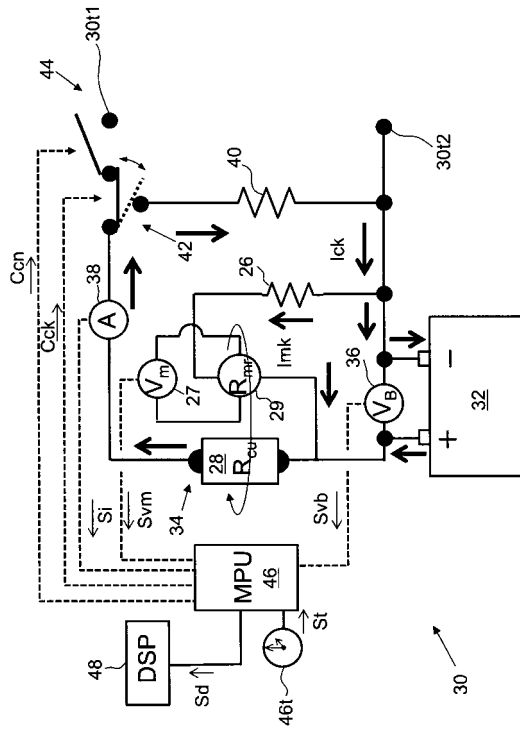 44
30t1
Ccn
Cck
42
38
A
40
Ick
30t2
26
Imk
Vm
27
Rmr
29
36
VB
28
Rcu
34
Si
Svm
Svb
+
−
32
MPU
46
St
46t
48
DSP
Sd
30